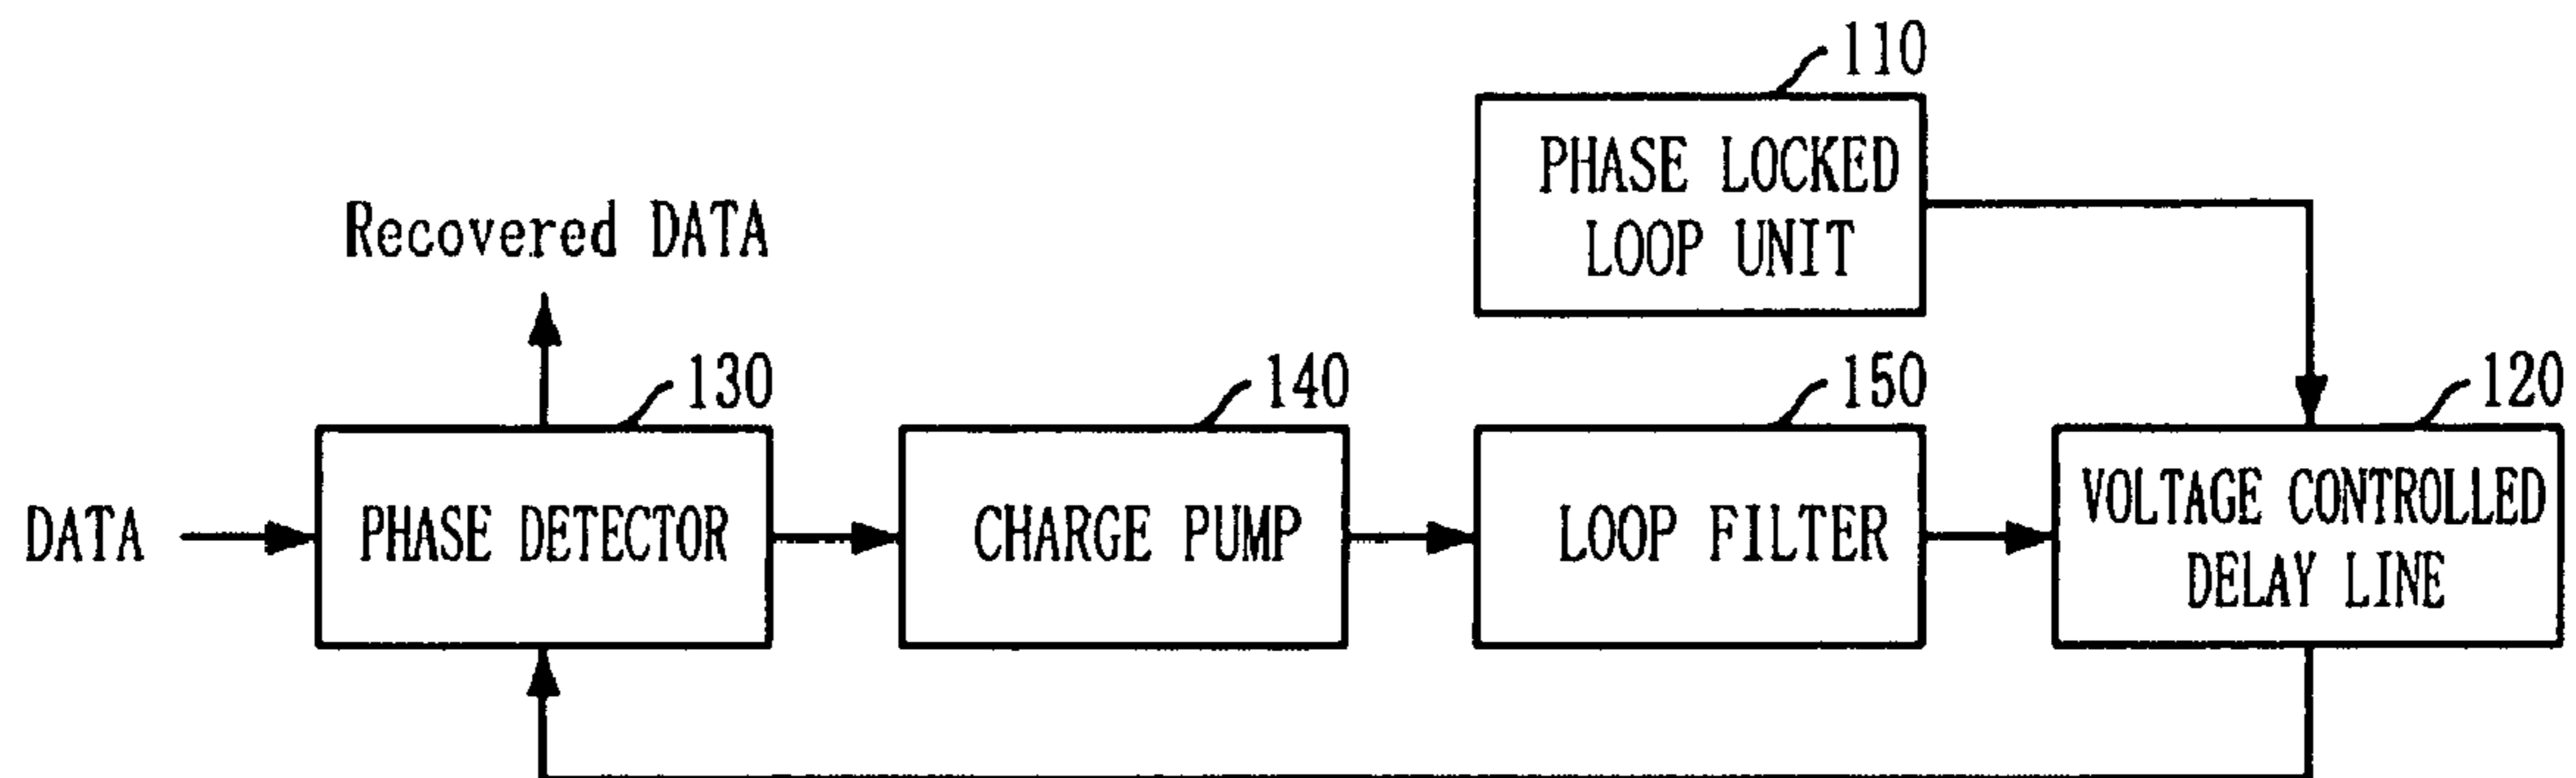 110
PHASE LOCKED
LOOP UNIT
Recovered DATA
130
140
150
120
DATA
PHASE DETECTOR
CHARGE PUMP
LOOP FILTER
VOLTAGE CONTROLLED
DELAY LINE